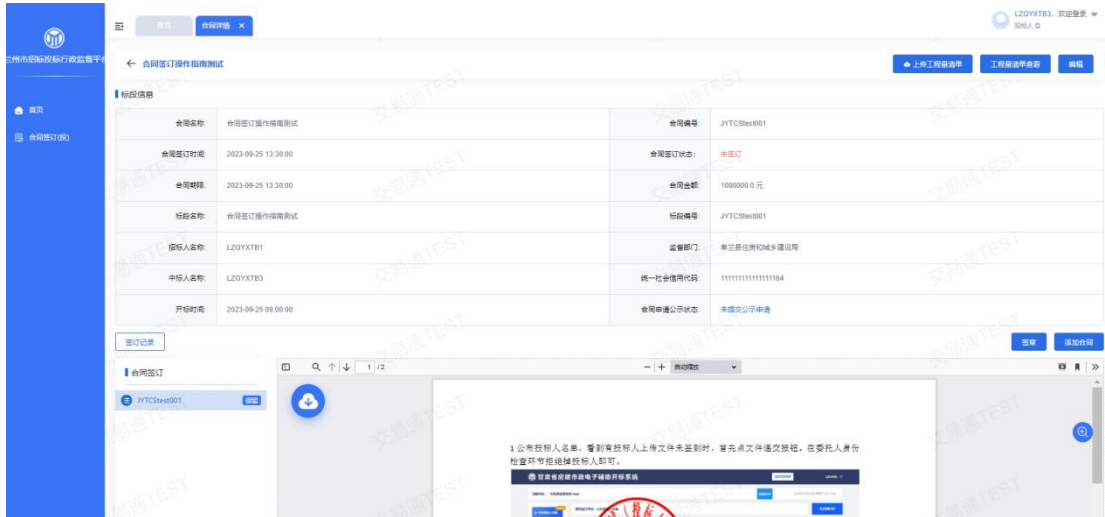 LZGYXTB3，欢迎登录
投标人
首页
合同详情 ×
兰州市招标投标行政监督平台
首页
合同签订(投)
← 合同签订操作指南测试
上传工程量清单
工程量清单查看
编辑
标段信息
合同名称: 合同签订操作指南测试
合同编号: JYTCStest001
合同签订时间: 2023-09-25 13:30:00
合同签订状态: 未签订
合同期限: 2023-09-25 13:30:00
合同金额: 1000000.0 元
标段名称: 合同签订操作指南测试
标段编号: JYTCStest001
招标人名称: LZGYXTB1
监督部门: 皋兰县住房和城乡建设局
中标人名称: LZGYXTB3
统一社会信用代码: 111111111111111164
开标时间: 2023-09-25 09:00:00
合同申请公示状态: 未提交公示申请
签订记录
签章
添加合同
合同签订
JYTCStest001
1 /2
自动缩放
1 公布投标人名单，看到有投标人上传文件未签到时，首先点文件递交按钮，在委托人身份
检查环节拒绝掉投标人即可。
甘肃省房建市政电子辅助开标系统
交易通TEST